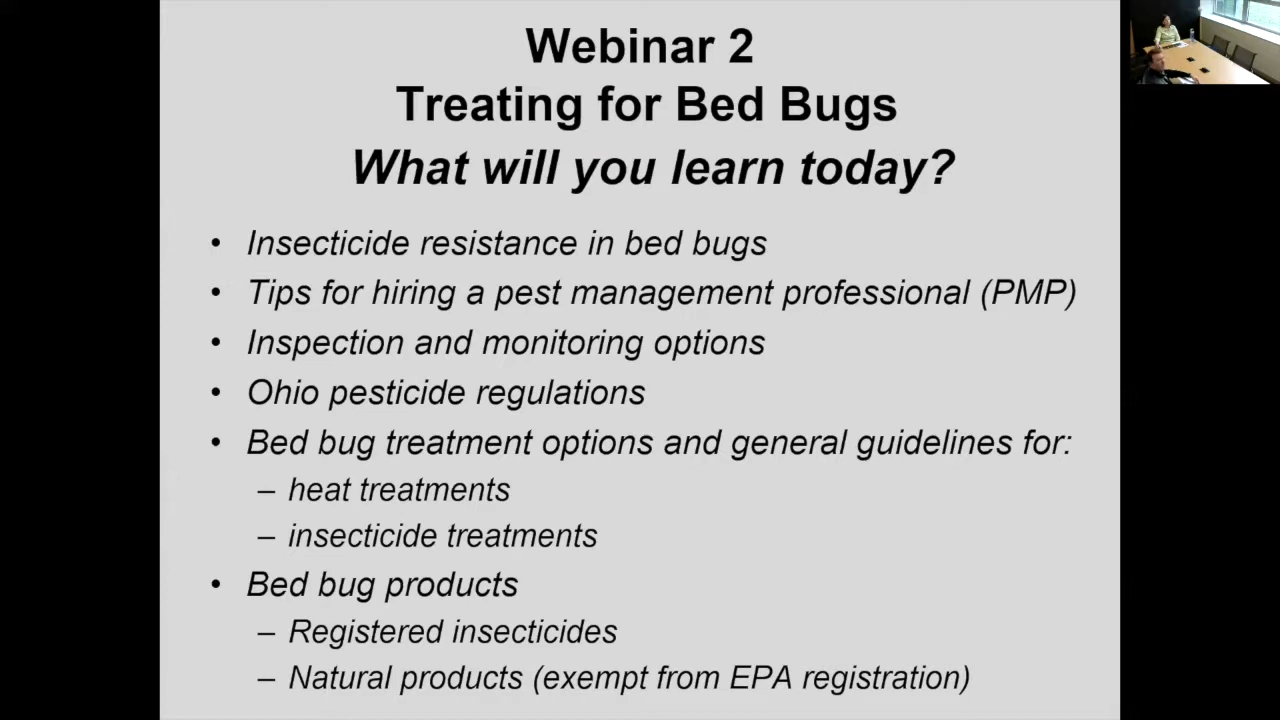 Webinar 2
Treating for Bed Bugs
What will you learn today?
• Insecticide resistance in bed bugs
• Tips for hiring a pest management professional (PMP)
• Inspection and monitoring options
• Ohio pesticide regulations
• Bed bug treatment options and general guidelines for:
– heat treatments
– insecticide treatments
• Bed bug products
– Registered insecticides
– Natural products (exempt from EPA registration)